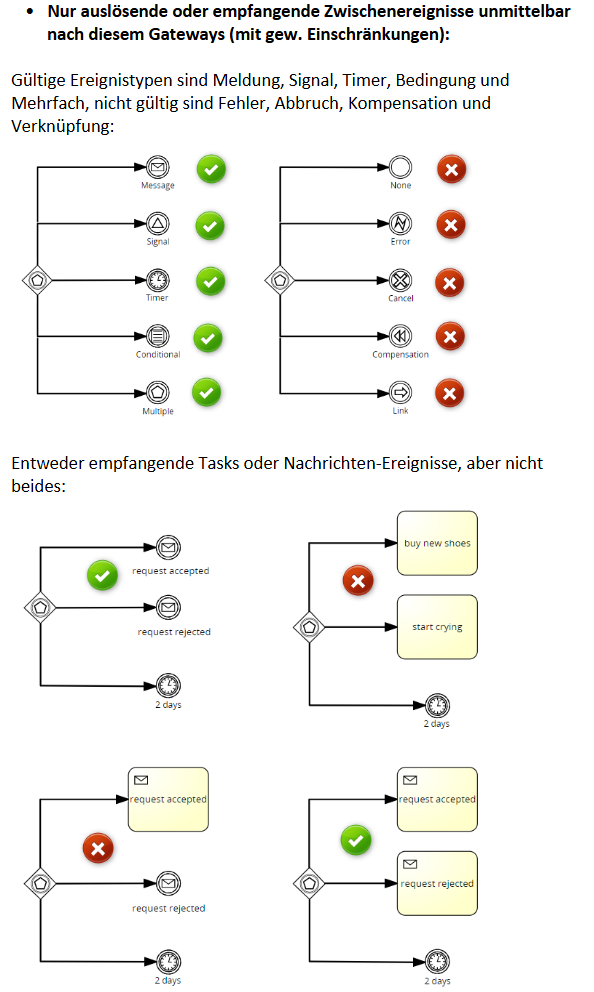 • Nur auslösende oder empfangende Zwischenereignisse unmittelbar
nach diesem Gateways (mit gew. Einschränkungen):
Gültige Ereignistypen sind Meldung, Signal, Timer, Bedingung und
Mehrfach, nicht gültig sind Fehler, Abbruch, Kompensation und
Verknüpfung:
Message
None
Signal
Error
Timer
Cancel
Conditional
Compensation
Multiple
Link
Entweder empfangende Tasks oder Nachrichten-Ereignisse, aber nicht
beides:
request accepted
request rejected
2 days
buy new shoes
start crying
2 days
request accepted
request rejected
2 days
request accepted
request rejected
2 days